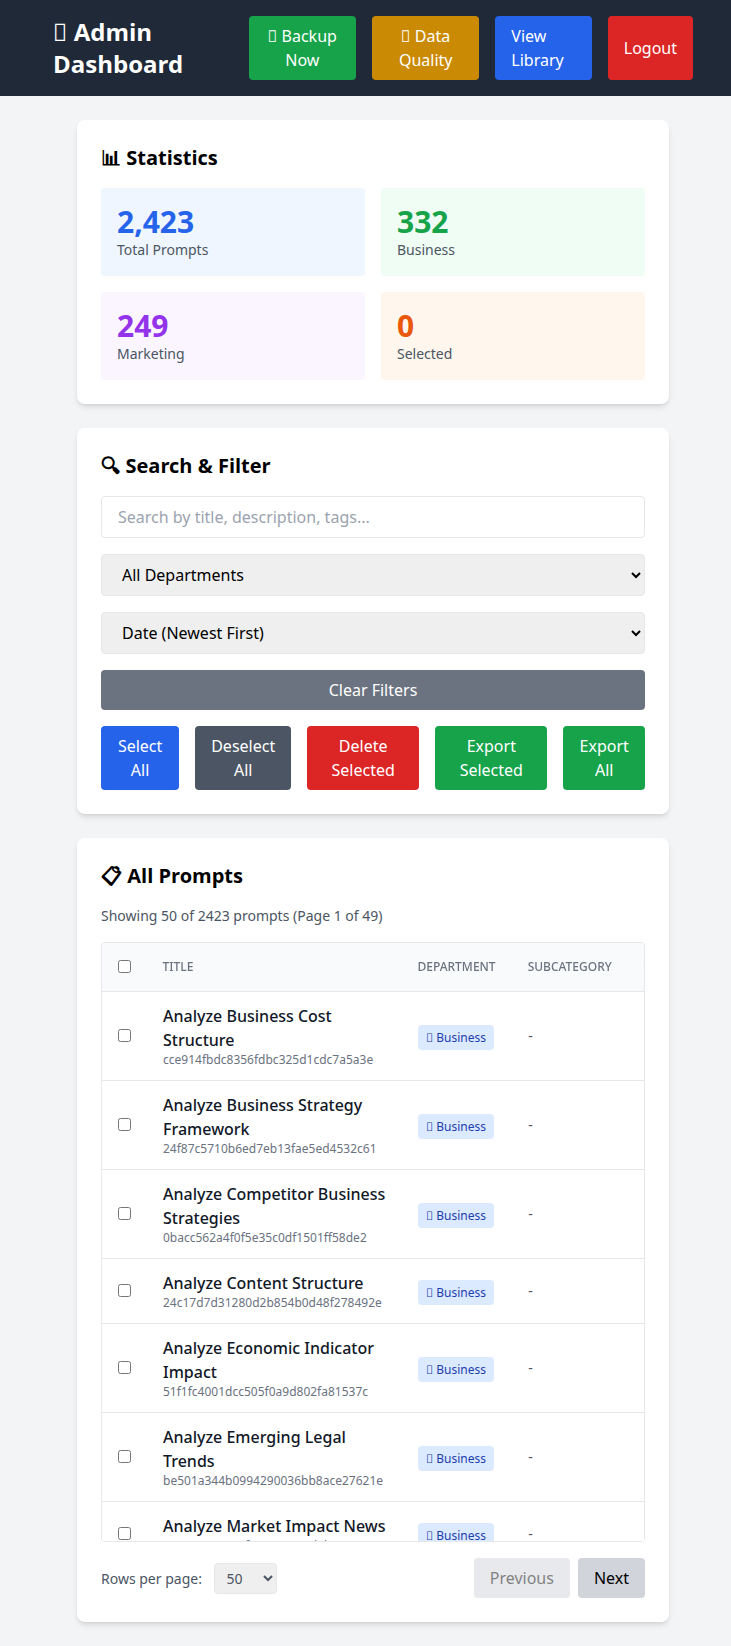 Admin
Dashboard
Backup
Now
Data
Quality
View
Library
Logout
📊 Statistics
2,423
Total Prompts
332
Business
249
Marketing
0
Selected
🔍 Search & Filter
Search by title, description, tags...
All Departments
Date (Newest First)
Clear Filters
Select
All
Deselect
All
Delete
Selected
Export
Selected
Export
All
📋 All Prompts
Showing 50 of 2423 prompts (Page 1 of 49)
TITLE DEPARTMENT SUBCATEGORY
Analyze Business Cost
Structure
cce914fbdc8356fdbc325d1cdc7a5a3e
Business -
Analyze Business Strategy
Framework
24f87c5710b6ed7eb13fae5ed4532c61
Business -
Analyze Competitor Business
Strategies
0bacc562a4f0f5e35c0df1501ff58de2
Business -
Analyze Content Structure
24c17d7d31280d2b854b0d48f278492e
Business -
Analyze Economic Indicator
Impact
51f1fc4001dcc505f0a9d802fa81537c
Business -
Analyze Emerging Legal
Trends
be501a344b0994290036bb8ace27621e
Business -
Analyze Market Impact News
Business -
Rows per page: 50 Previous Next